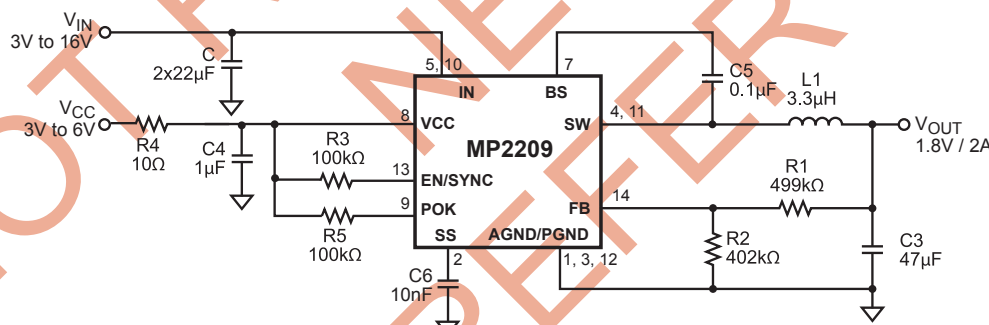 V_IN
3V to 16V
C
2x22µF
5, 10
IN
7
BS
C5
0.1µF
L1
3.3µH
V_CC
3V to 6V
R4
10Ω
C4
1µF
R3
100kΩ
R5
100kΩ
8
VCC
13
EN/SYNC
9
POK
SS
2
C6
10nF
MP2209
SW
4, 11
FB
14
AGND/PGND
1, 3, 12
V_OUT
1.8V / 2A
R1
499kΩ
R2
402kΩ
C3
47µF
NE
REFER